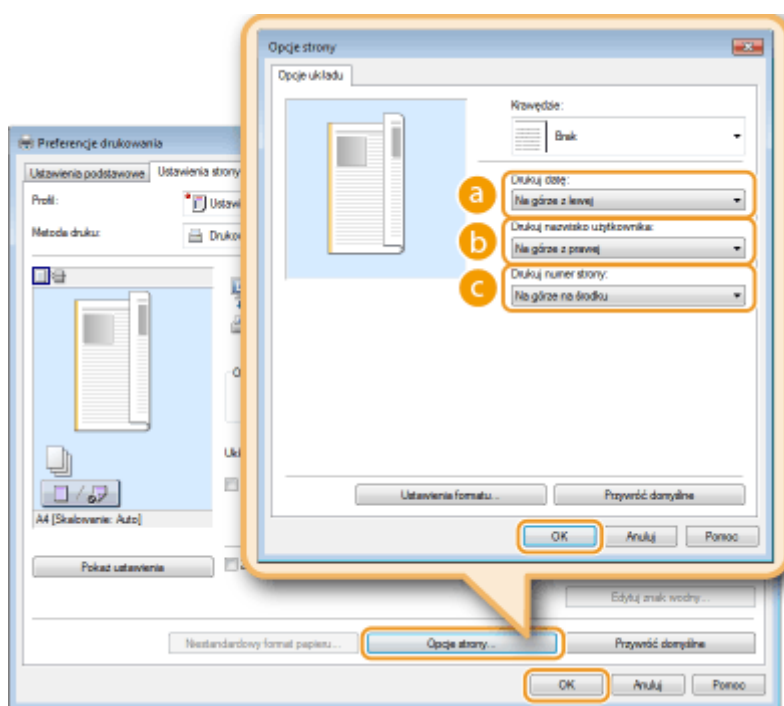 Opcje strony
Opcje układu
Krawędzie:
Brak
a
Drukuj datę:
Na górze z lewej
b
Drukuj nazwisko użytkownika:
Na górze z prawej
c
Drukuj numer strony:
Na górze na środku
Ustawienia formatu...
Przywróć domyślne
OK
Anuluj
Pomoc
Preferencje drukowania
Ustawienia podstawowe
Ustawienia strony
Profil:
Metoda druku:
A4 [Skalowanie: Auto]
Pokaż ustawienia
Edytuj znak wodny...
Niestandardowy format papieru...
Opcje strony...
Przywróć domyślne
OK
Anuluj
Pomoc